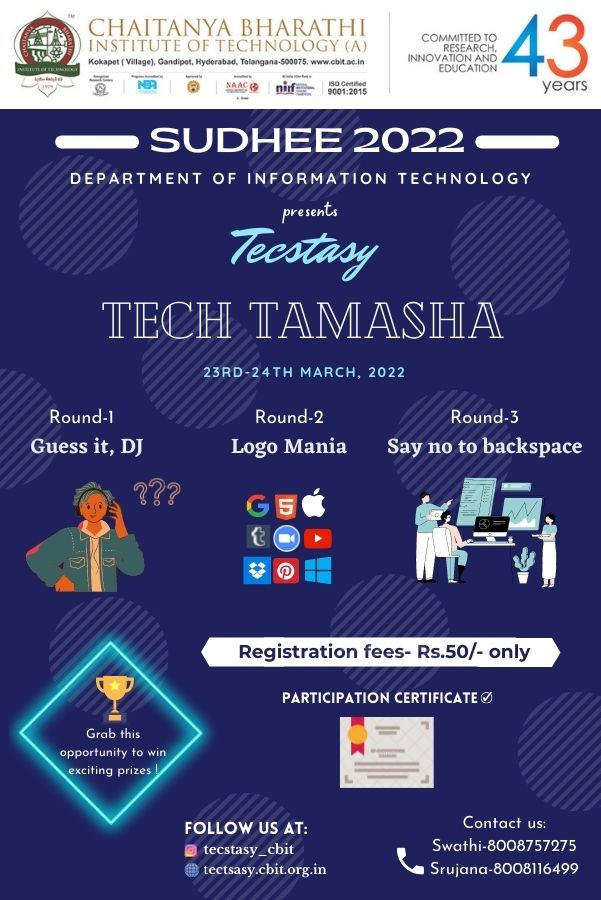 CHAITANYA BHARATHI
INSTITUTE OF TECHNOLOGY (A)
Kokapet (Village), Gandipet, Hyderabad, Telangana-500075. www.cbit.ac.in
NAAC
nirf
ISO Certified
9001:2015
COMMITTED TO
RESEARCH,
INNOVATION AND
EDUCATION
43
years
SUDHEE 2022
DEPARTMENT OF INFORMATION TECHNOLOGY
presents
Tecstasy
TECH TAMASHA
23RD-24TH MARCH, 2022
Round-1
Guess it, DJ
Round-2
Logo Mania
Round-3
Say no to backspace
???
Registration fees- Rs.50/- only
Grab this
opportunity to win
exciting prizes !
PARTICIPATION CERTIFICATE
FOLLOW US AT:
tecstasy_cbit
tectsasy.cbit.org.in
Contact us:
Swathi-8008757275
Srujana-8008116499